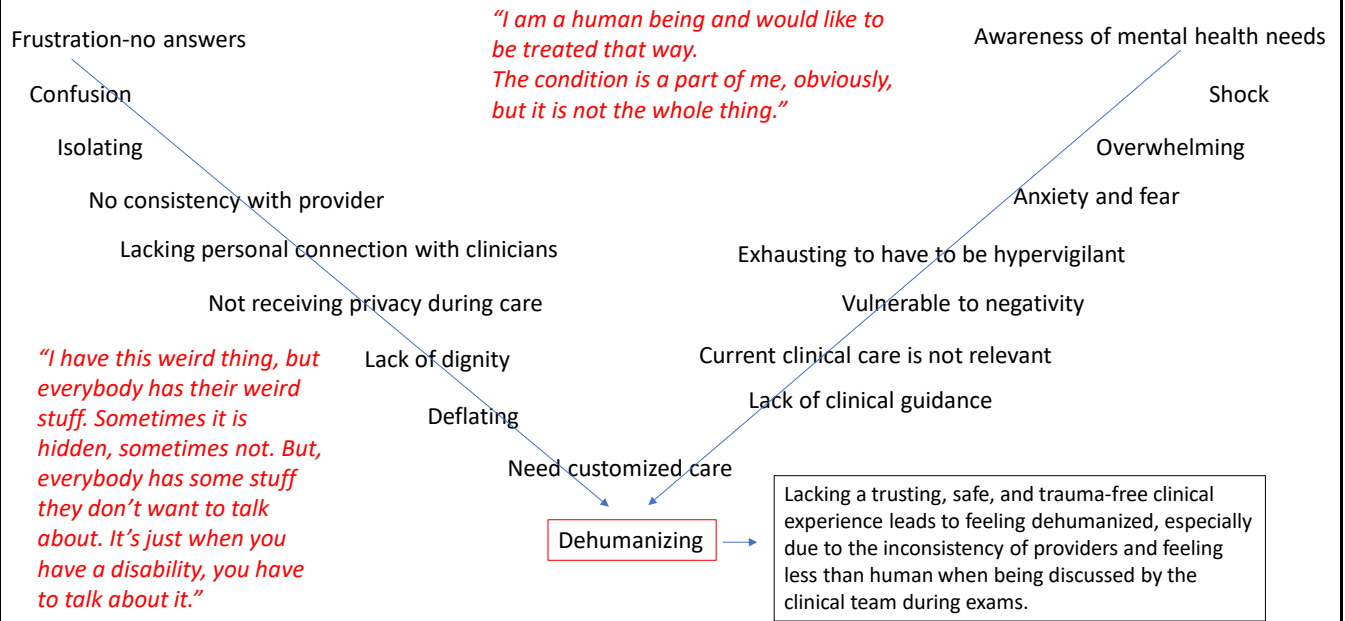 Frustration-no answers
Confusion
Isolating
No consistency with provider
Lacking personal connection with clinicians
Not receiving privacy during care
Lack of dignity
Deflating
Need customized care
“I am a human being and would like to
be treated that way.
The condition is a part of me, obviously,
but it is not the whole thing.”
Awareness of mental health needs
Shock
Overwhelming
Anxiety and fear
Exhausting to have to be hypervigilant
Vulnerable to negativity
Current clinical care is not relevant
Lack of clinical guidance
“I have this weird thing, but
everybody has their weird
stuff. Sometimes it is
hidden, sometimes not. But,
everybody has some stuff
they don’t want to talk
about. It’s just when you
have a disability, you have
to talk about it.”
Dehumanizing
Lacking a trusting, safe, and trauma-free clinical
experience leads to feeling dehumanized, especially
due to the inconsistency of providers and feeling
less than human when being discussed by the
clinical team during exams.